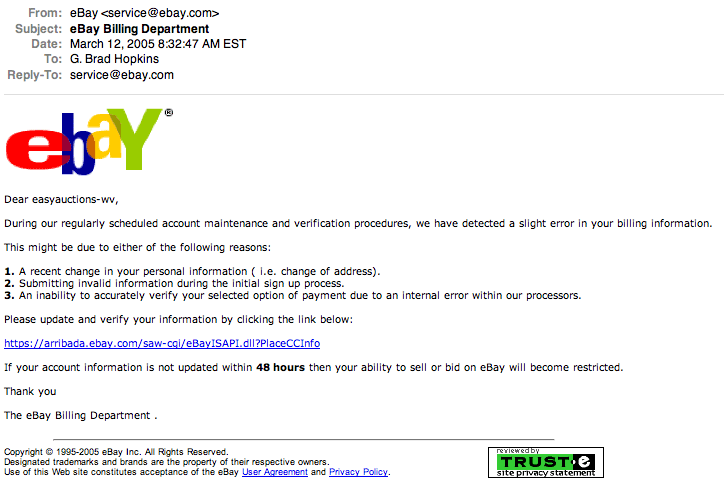 From: eBay <service@ebay.com>
Subject: eBay Billing Department
Date: March 12, 2005 8:32:47 AM EST
To: G. Brad Hopkins
Reply-To: service@ebay.com
ebaY®
Dear easyauctions-wv,
During our regularly scheduled account maintenance and verification procedures, we have detected a slight error in your billing information.
This might be due to either of the following reasons:
1. A recent change in your personal information ( i.e. change of address).
2. Submitting invalid information during the initial sign up process.
3. An inability to accurately verify your selected option of payment due to an internal error within our processors.
Please update and verify your information by clicking the link below:
https://arribada.ebay.com/saw-cgi/eBayISAPI.dll?PlaceCCInfo
If your account information is not updated within 48 hours then your ability to sell or bid on eBay will become restricted.
Thank you
The eBay Billing Department .
Copyright © 1995-2005 eBay Inc. All Rights Reserved.
Designated trademarks and brands are the property of their respective owners.
Use of this Web site constitutes acceptance of the eBay User Agreement and Privacy Policy.
reviewed by
TRUST·e
site privacy statement